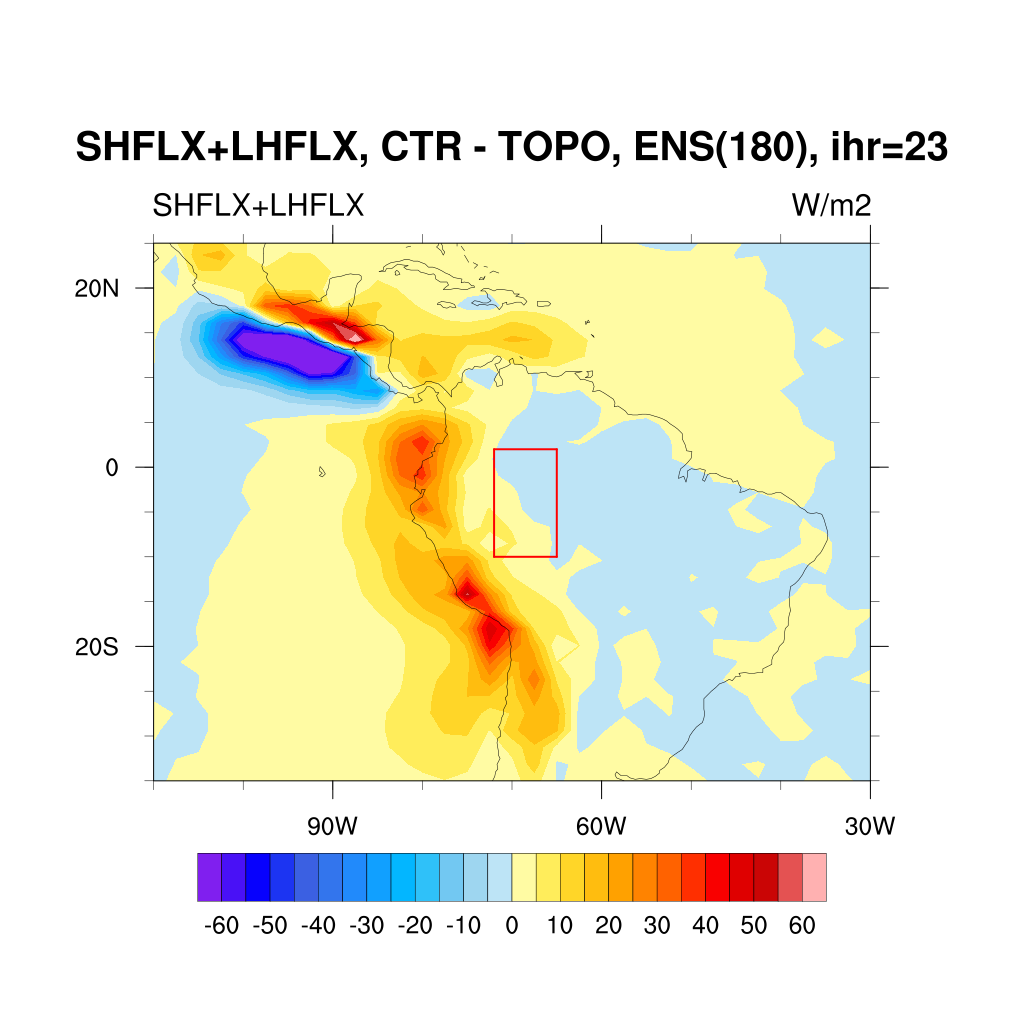 SHFLX+LHFLX, CTR - TOPO, ENS(180), ihr=23
SHFLX+LHFLX W/m2
20N
0
20S
90W 60W 30W
-60 -50 -40 -30 -20 -10 0 10 20 30 40 50 60